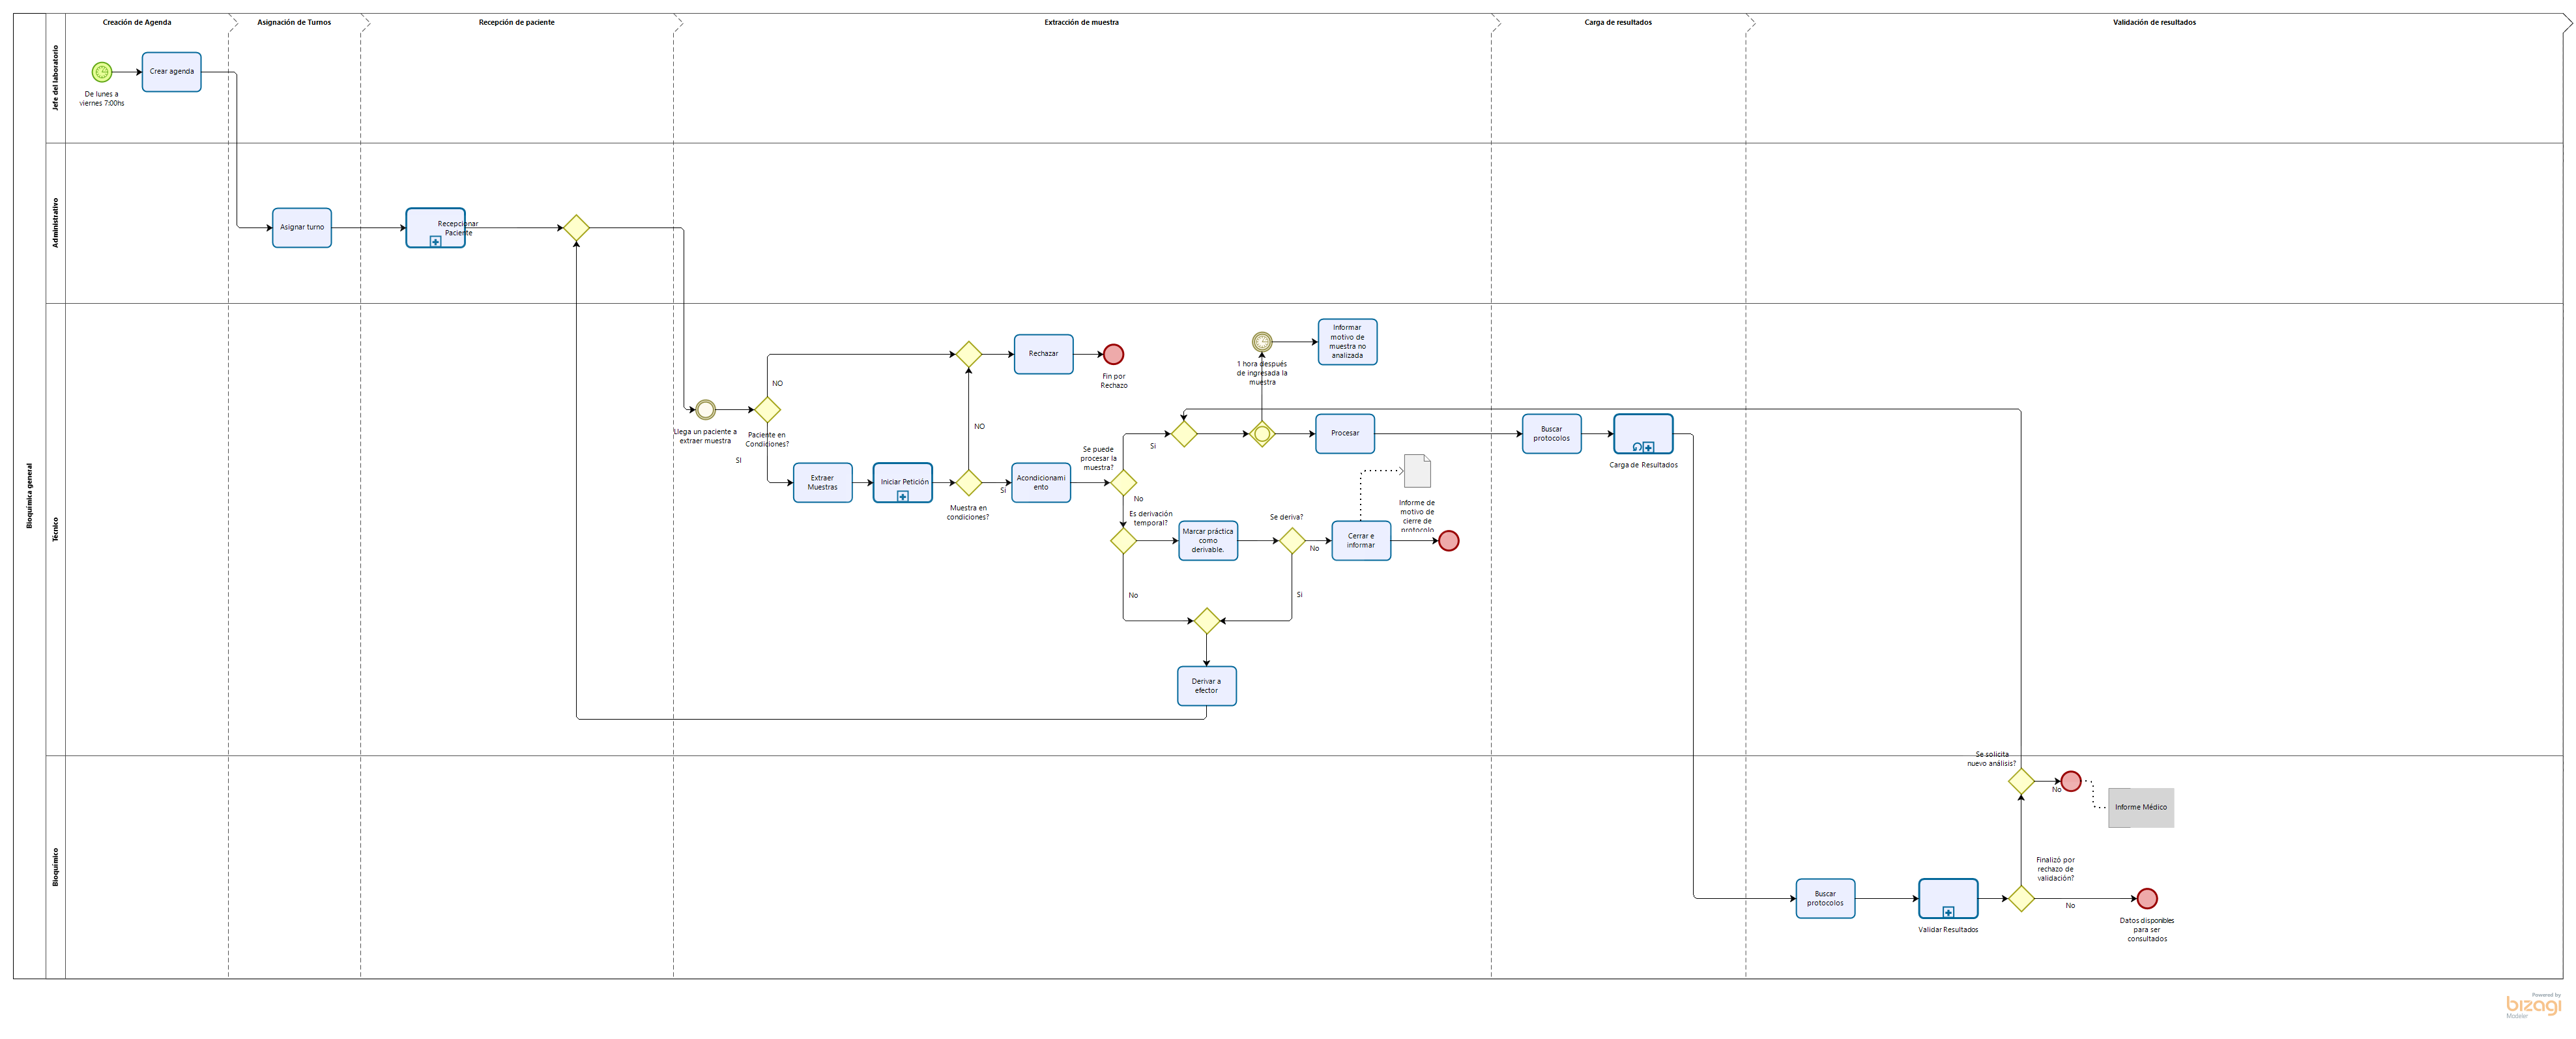 Creación de Agenda
Asignación de Turnos
Recepción de paciente
Extracción de muestra
Carga de resultados
Validación de resultados
Bioquímica general
Jefe del laboratorio
De lunes a
viernes 7:00hs
Crear agenda
Administrativo
Asignar turno
Recepcionar
Paciente
Técnico
Llega un paciente a
extraer muestra
Paciente en
Condiciones?
NO
SI
Rechazar
Fin por
Rechazo
NO
Extraer
Muestras
Iniciar Petición
Muestra en
condiciones?
Si
Acondicionami
ento
Se puede
procesar la
muestra?
Si
No
1 hora después
de ingresada la
muestra
Informar
motivo de
muestra no
analizada
Procesar
Es derivación
temporal?
Marcar práctica
como
derivable.
Se deriva?
No
Cerrar e
informar
Informe de
motivo de
cierre de
protocolo
No
Si
Derivar a
efector
Buscar
protocolos
Carga de Resultados
Bioquímico
Se solicita
nuevo análisis?
No
Informe Médico
Buscar
protocolos
Validar Resultados
Finalizó por
rechazo de
validación?
No
Datos disponibles
para ser
consultados
Powered by
bizagi
Modeler